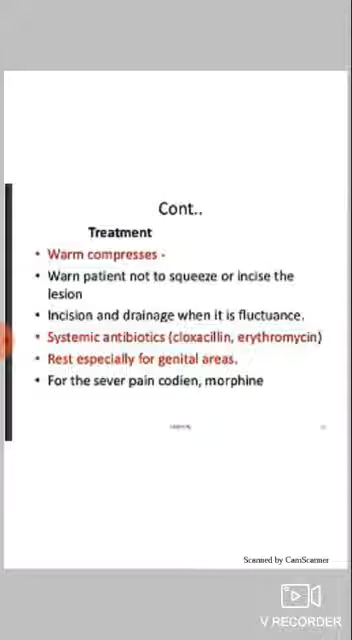 Cont..
Treatment
• Warm compresses -
• Warn patient not to squeeze or incise the
lesion
• Incision and drainage when it is fluctuance.
• Systemic antibiotics (cloxacillin, erythromycin)
• Rest especially for genital areas.
• For the sever pain codien, morphine
Scanned by CamScanner
V RECORDER